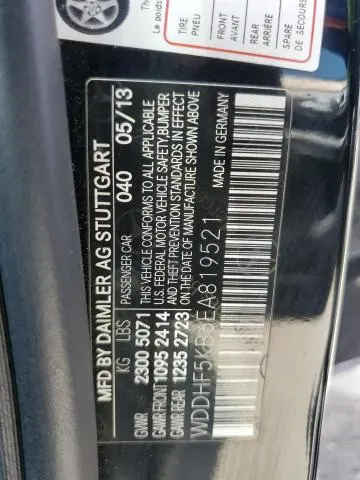 TIRE
PNEU
FRONT
AVANT
REAR
ARRIÈRE
SPARE
DE SECOURS
MFD BY DAIMLER AG STUTTGART
PASSENGER CAR 040 05/13
KG LBS
GVWR 2300 5071
GAWR FRONT 1095 2414
GAWR REAR 1235 2723
THIS VEHICLE CONFORMS TO ALL APPLICABLE
U.S. FEDERAL MOTOR VEHICLE SAFETY, BUMPER
AND THEFT PREVENTION STANDARDS IN EFFECT
ON THE DATE OF MANUFACTURE SHOWN ABOVE
WDDHF5KB6EA819521 MADE IN GERMANY